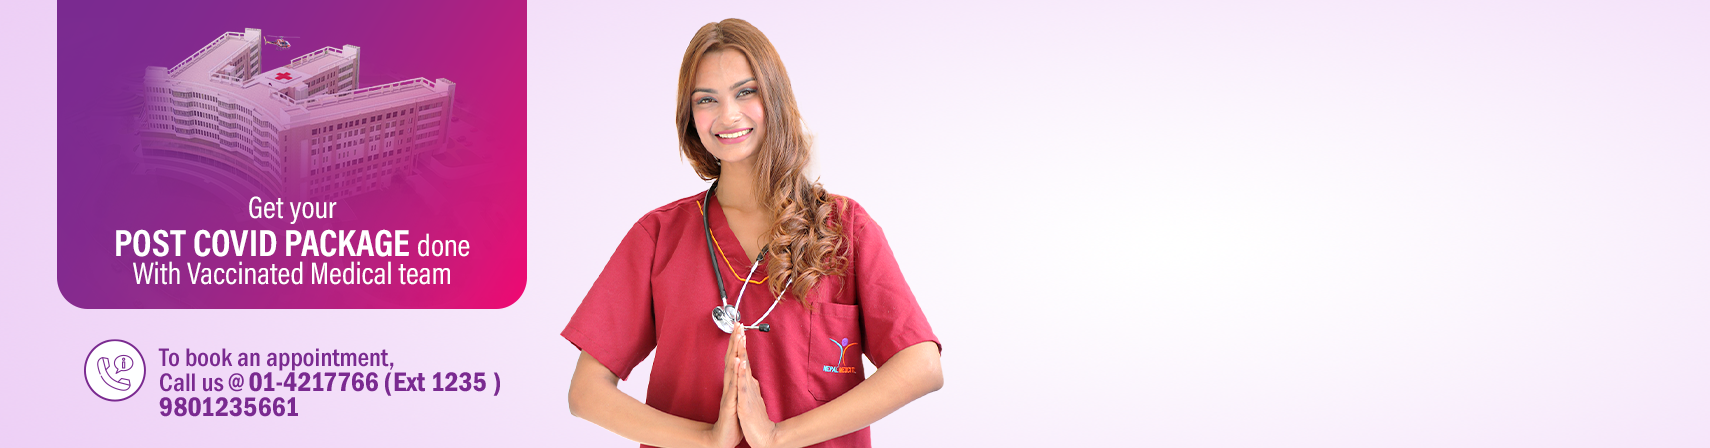 Get your
POST COVID PACKAGE done
With Vaccinated Medical team
To book an appointment,
Call us @ 01-4217766 (Ext 1235 )
9801235661
NEPAL MEDICITI